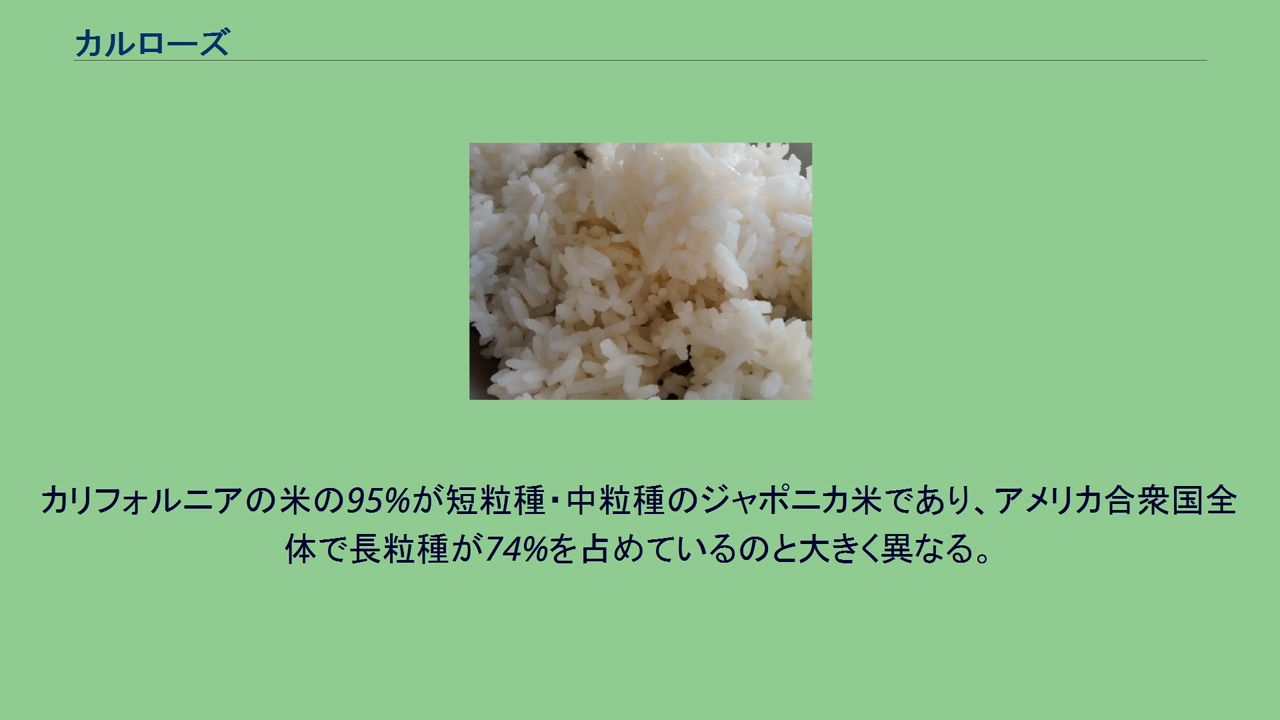 カルローズ
カリフォルニアの米の95%が短粒種・中粒種のジャポニカ米であり、アメリカ合衆国全
体で長粒種が74%を占めているのと大きく異なる。